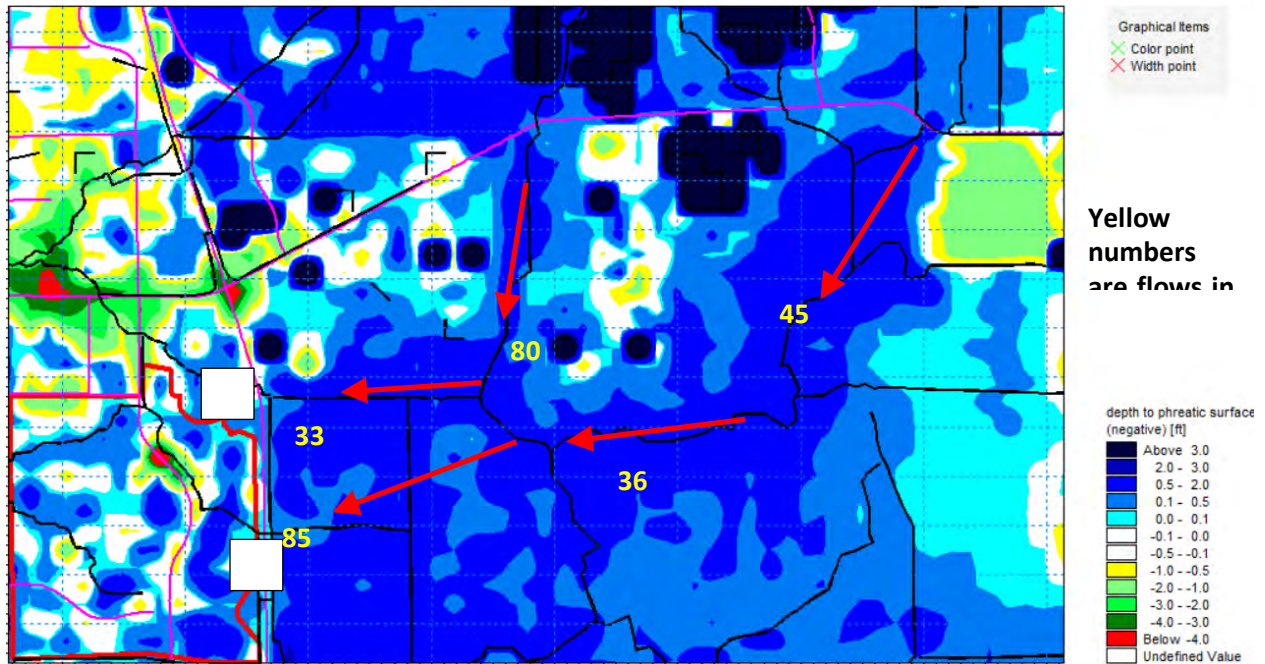 Graphical Items
Color point
Width point
Yellow
numbers
are flows in
45
80
33
36
85
depth to phreatic surface
(negative) [ft]
Above 3.0
2.0 - 3.0
0.5 - 2.0
0.1 - 0.5
0.0 - 0.1
-0.1 - 0.0
-0.5 - -0.1
-1.0 - -0.5
-2.0 - -1.0
-3.0 - -2.0
-4.0 - -3.0
Below -4.0
Undefined Value